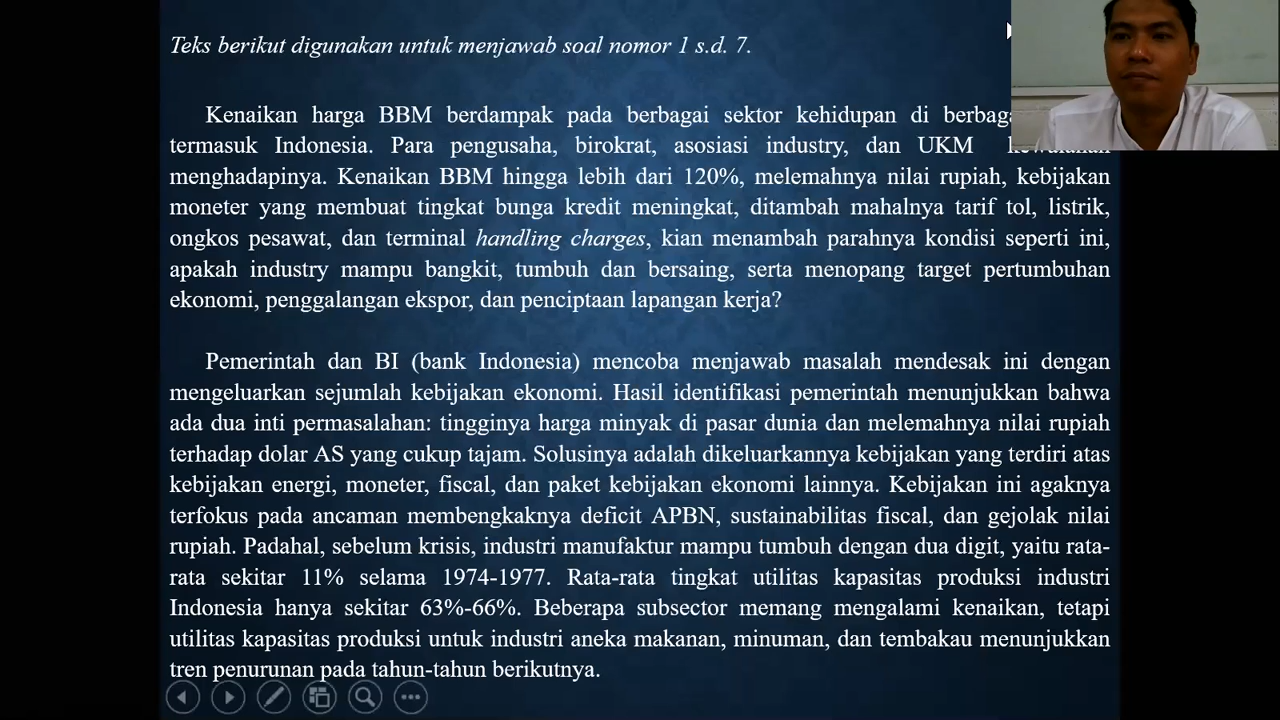 Teks berikut digunakan untuk menjawab soal nomor 1 s.d. 7.
Kenaikan harga BBM berdampak pada berbagai sektor kehidupan di
termasuk Indonesia. Para pengusaha, birokrat, asosiasi industry, dan UKM
menghadapinya. Kenaikan BBM hingga lebih dari 120%, melemahnya nilai rupiah, kebijakan
moneter yang membuat tingkat bunga kredit meningkat, ditambah mahalnya tarif tol, listrik,
ongkos pesawat, dan terminal handling charges, kian menambah parahnya kondisi seperti ini,
apakah industry mampu bangkit, tumbuh dan bersaing, serta menopang target pertumbuhan
ekonomi, penggalangan ekspor, dan penciptaan lapangan kerja?
Pemerintah dan BI (bank Indonesia) mencoba menjawab masalah mendesak ini dengan
mengeluarkan sejumlah kebijakan ekonomi. Hasil identifikasi pemerintah menunjukkan bahwa
ada dua inti permasalahan: tingginya harga minyak di pasar dunia dan melemahnya nilai rupiah
terhadap dolar AS yang cukup tajam. Solusinya adalah dikeluarkannya kebijakan yang terdiri atas
kebijakan energi, moneter, fiscal, dan paket kebijakan ekonomi lainnya. Kebijakan ini agaknya
terfokus pada ancaman membengkaknya deficit APBN, sustainabilitas fiscal, dan gejolak nilai
rupiah. Padahal, sebelum krisis, industri manufaktur mampu tumbuh dengan dua digit, yaitu rata-
rata sekitar 11% selama 1974-1977. Rata-rata tingkat utilitas kapasitas produksi industri
Indonesia hanya sekitar 63%-66%. Beberapa subsector memang mengalami kenaikan, tetapi
utilitas kapasitas produksi untuk industri aneka makanan, minuman, dan tembakau menunjukkan
tren penurunan pada tahun-tahun berikutnya.